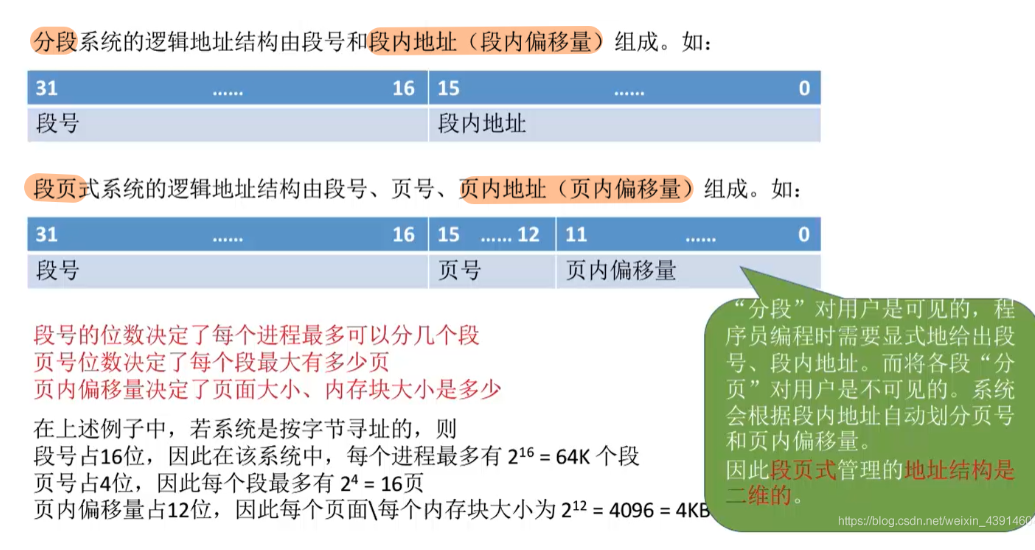 分段系统的逻辑地址结构由段号和段内地址（段内偏移量）组成。如：
31 …… 16 15 …… 0
段号 段内地址
段页式系统的逻辑地址结构由段号、页号、页内地址（页内偏移量）组成。如：
31 …… 16 15 …… 12 11 …… 0
段号 页号 页内偏移量
段号的位数决定了每个进程最多可以分几个段
页号位数决定了每个段最大有多少页
页内偏移量决定了页面大小、内存块大小是多少
在上述例子中，若系统是按字节寻址的，则
段号占16位，因此在该系统中，每个进程最多有 2¹⁶ = 64K 个段
页号占4位，因此每个段最多有 2⁴ = 16页
页内偏移量占12位，因此每个页面\每个内存块大小为 2¹² = 4096 = 4KB
“分段”对用户是可见的，程
序员编程时需要显式地给出段
号、段内地址。而将各段“分
页”对用户是不可见的。系统
会根据段内地址自动划分页号
和页内偏移量。
因此段页式管理的地址结构是
二维的。
https://blog.csdn.net/weixin_4391460